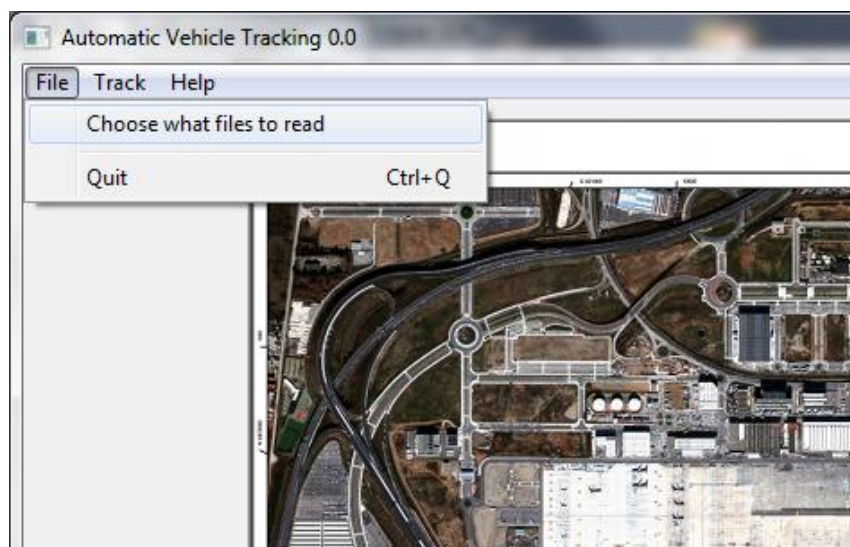 Automatic Vehicle Tracking 0.0
File Track Help
Choose what files to read
Quit Ctrl+Q